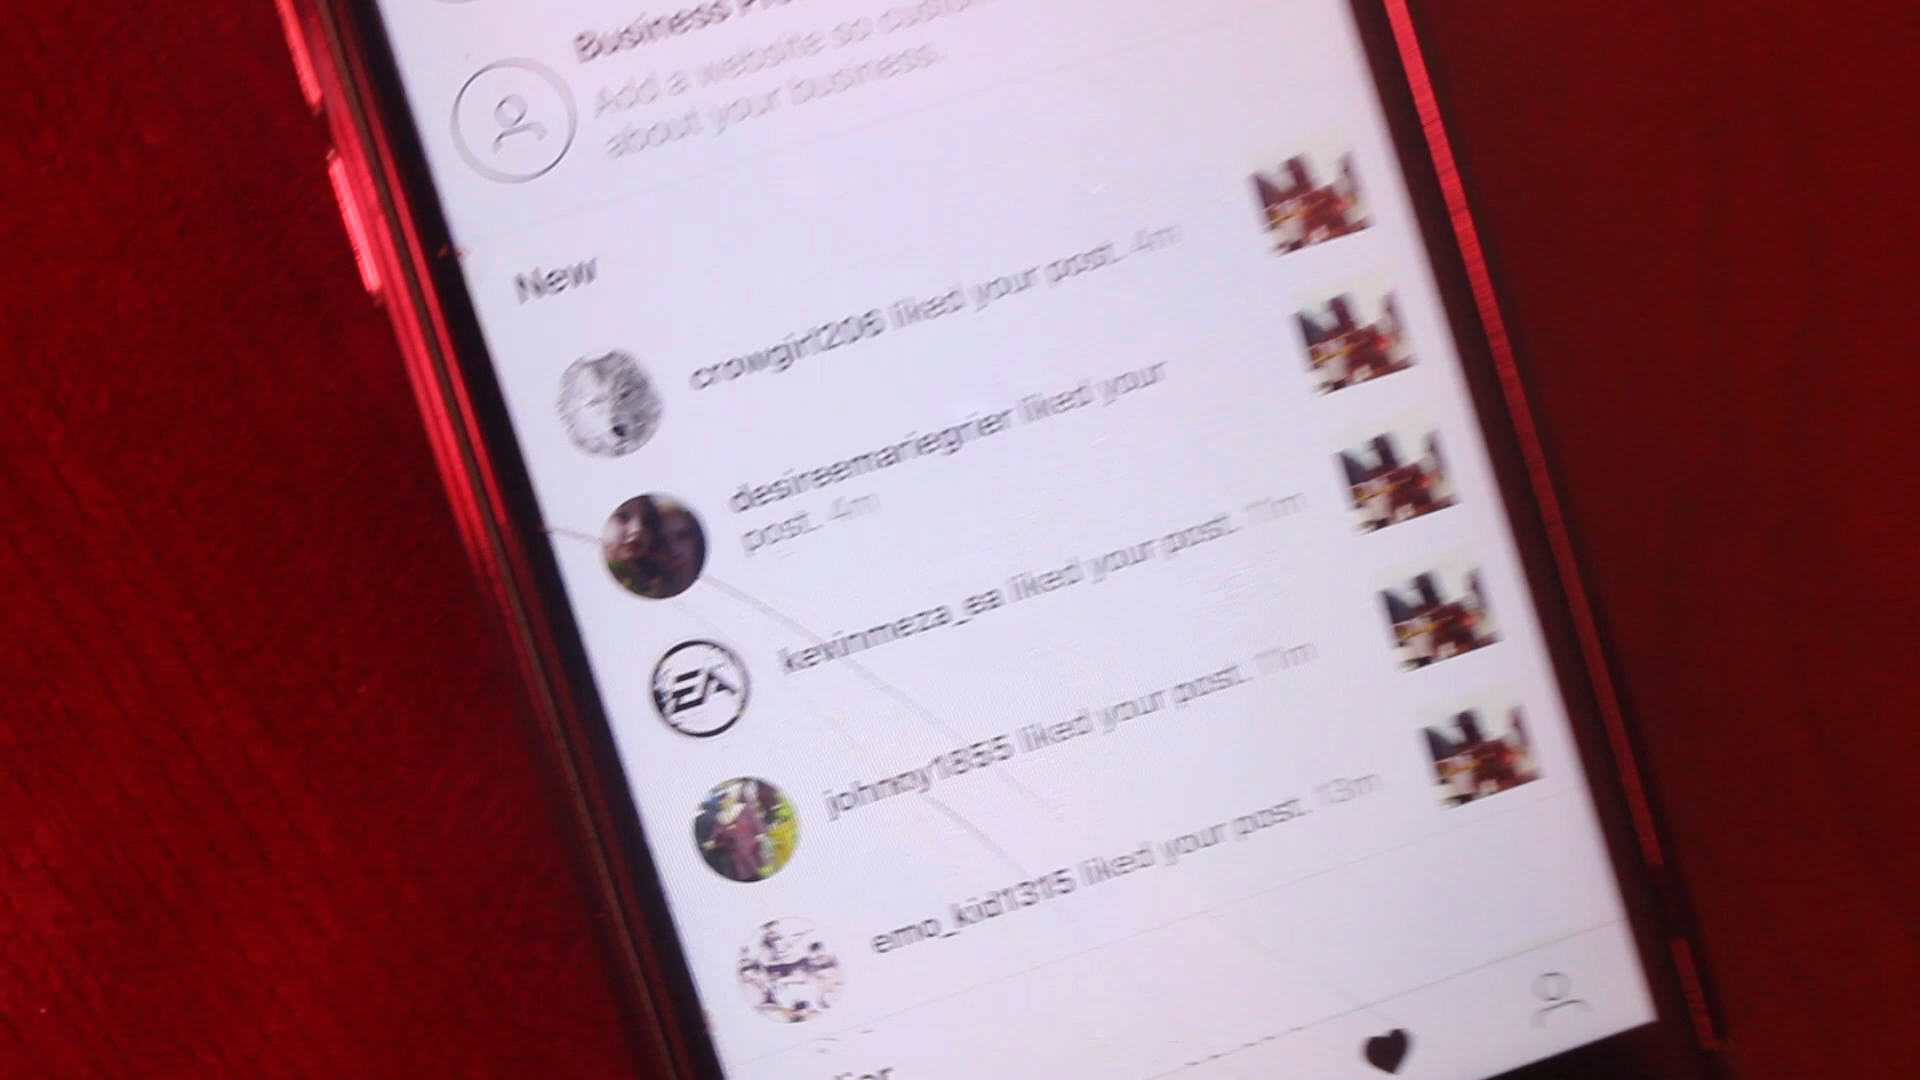 Business
Add a website so
about your business.
New
crowgirl206 liked your post. 4m
desireemariegrier liked your
post. 4m
kevinmeza_ea liked your post. 11m
EA
johnny1855 liked your post. 11m
emo_kid1315 liked your post. 13m